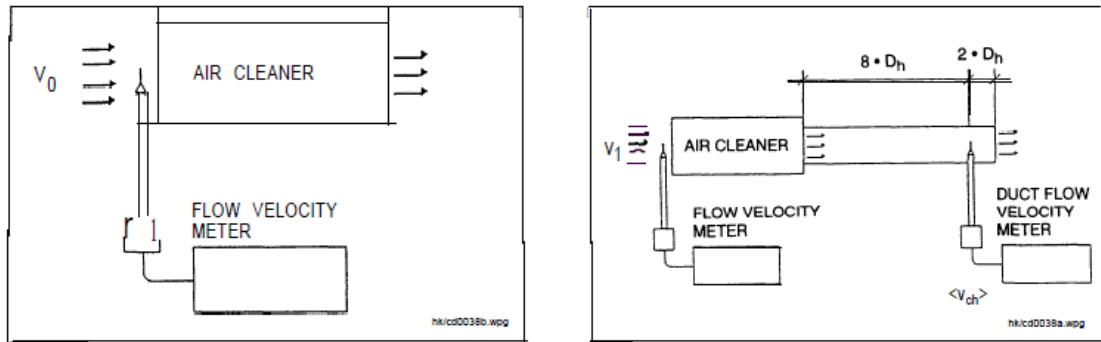 V0
AIR CLEANER
FLOW VELOCITY
METER
hk/cd0038b.wpg
8 • Dh
2 • Dh
V1
AIR CLEANER
FLOW VELOCITY
METER
DUCT FLOW
VELOCITY
METER
<Vch>
hk/cd0038a.wpg